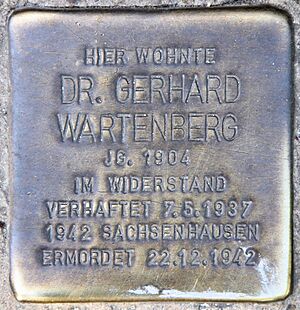 HIER WOHNTE
DR. GERHARD
WARTENBERG
JG. 1904
IM WIDERSTAND
VERHAFTET 7.5.1937
1942 SACHSENHAUSEN
ERMORDET 22.12.1942